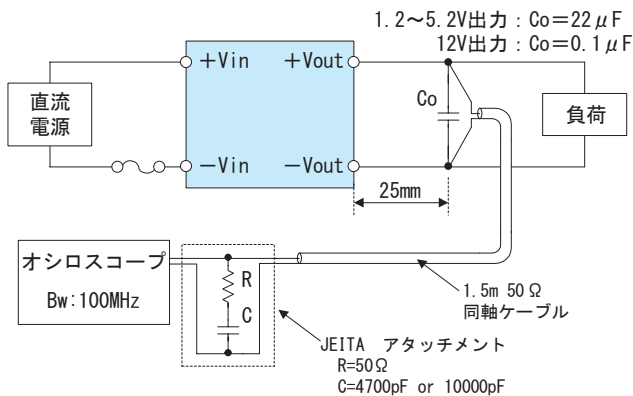 1.2～5.2V出力：Co＝22μF
12V出力：Co＝0.1μF
＋Vin
＋Vout
直流
電源
Co
負荷
－Vin
－Vout
25mm
オシロスコープ
Bw：100MHz
R
C
1.5m 50Ω
同軸ケーブル
JEITA　アタッチメント
R=50Ω
C=4700pF or 10000pF